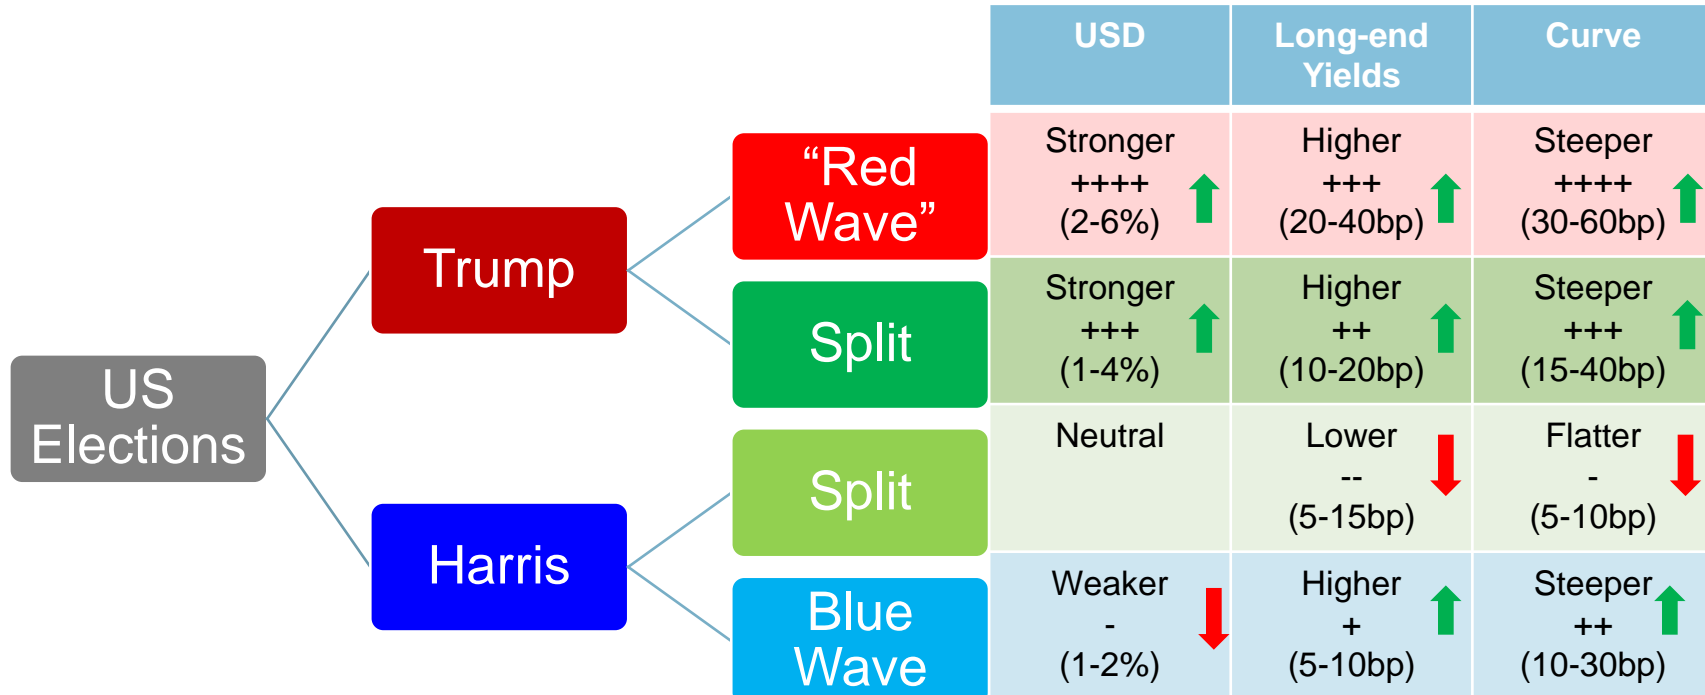 USD
Long-end
Yields
Curve
“Red
Wave”
Stronger
++++
(2-6%)
Higher
+++
(20-40bp)
Steeper
++++
(30-60bp)
Trump
Split
Stronger
+++
(1-4%)
Higher
++
(10-20bp)
Steeper
+++
(15-40bp)
US
Elections
Split
Neutral
Lower
--
(5-15bp)
Flatter
-
(5-10bp)
Harris
Blue
Wave
Weaker
-
(1-2%)
Higher
+
(5-10bp)
Steeper
++
(10-30bp)